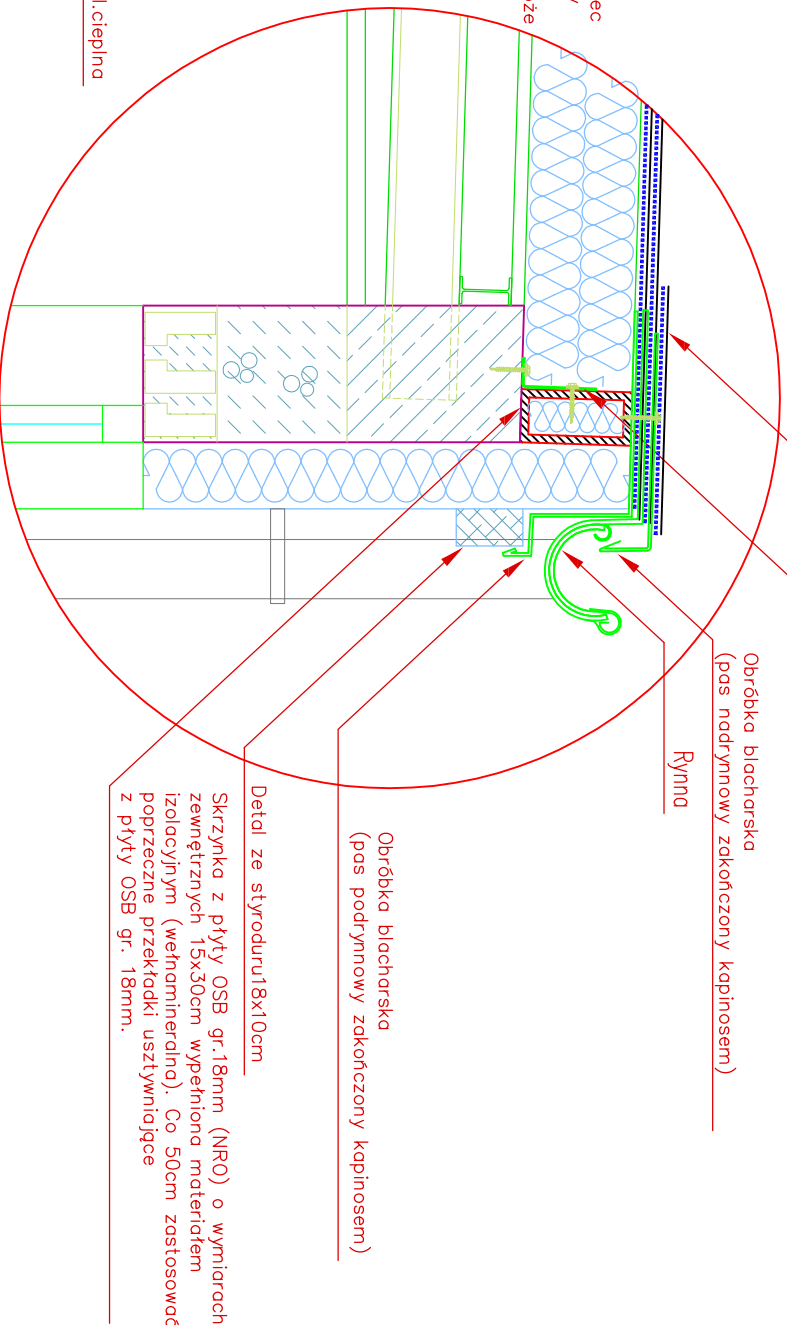 ec
oże
l.cieplna
Obróbka blacharska
(pas nadrynnowy zakończony kapinosem)
Rynna
Obróbka blacharska
(pas podrynnowy zakończony kapinosem)
Detal ze styroduru18x10cm
Skrzynka z płyty OSB gr.18mm (NRO) o wymiarach
zewnętrznych 15x30cm wypełniona materiałem
izolacyjnym (wełnamineralna). Co 50cm zastosować
poprzeczne przekładki usztywniające
z płyty OSB gr. 18mm.